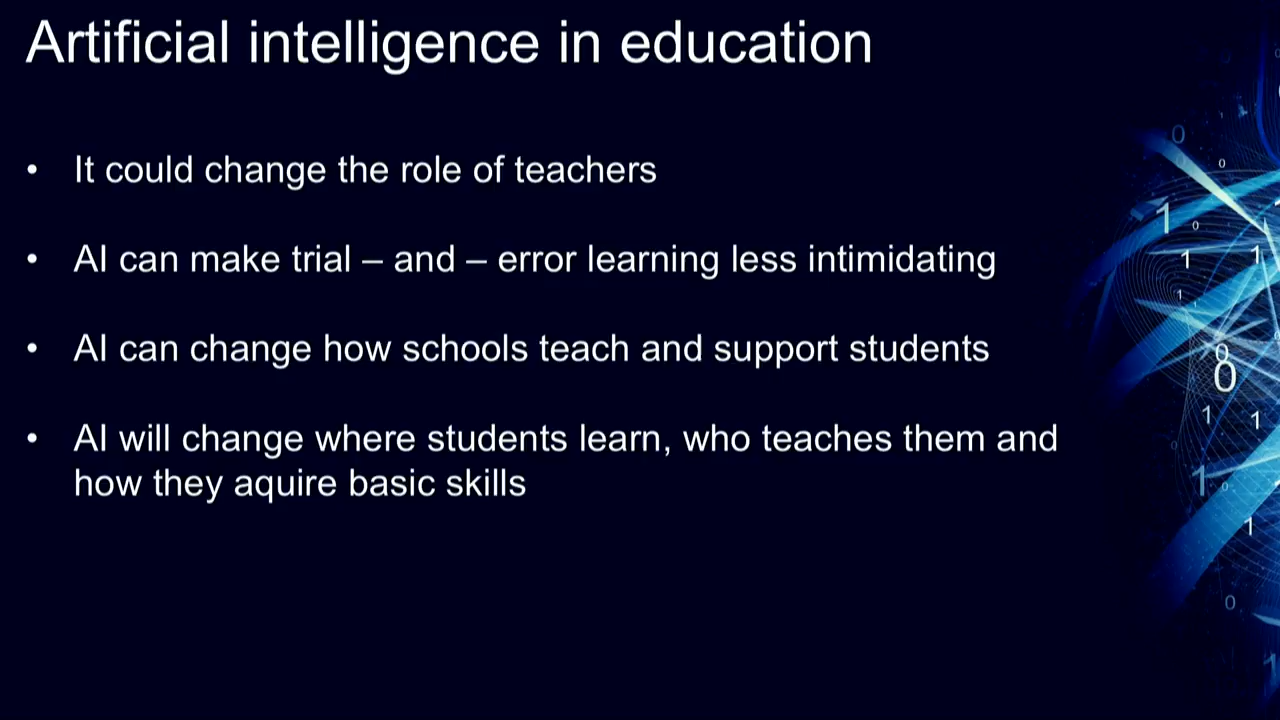 Artificial intelligence in education
• It could change the role of teachers
• AI can make trial – and – error learning less intimidating
• AI can change how schools teach and support students
• AI will change where students learn, who teaches them and
how they aquire basic skills